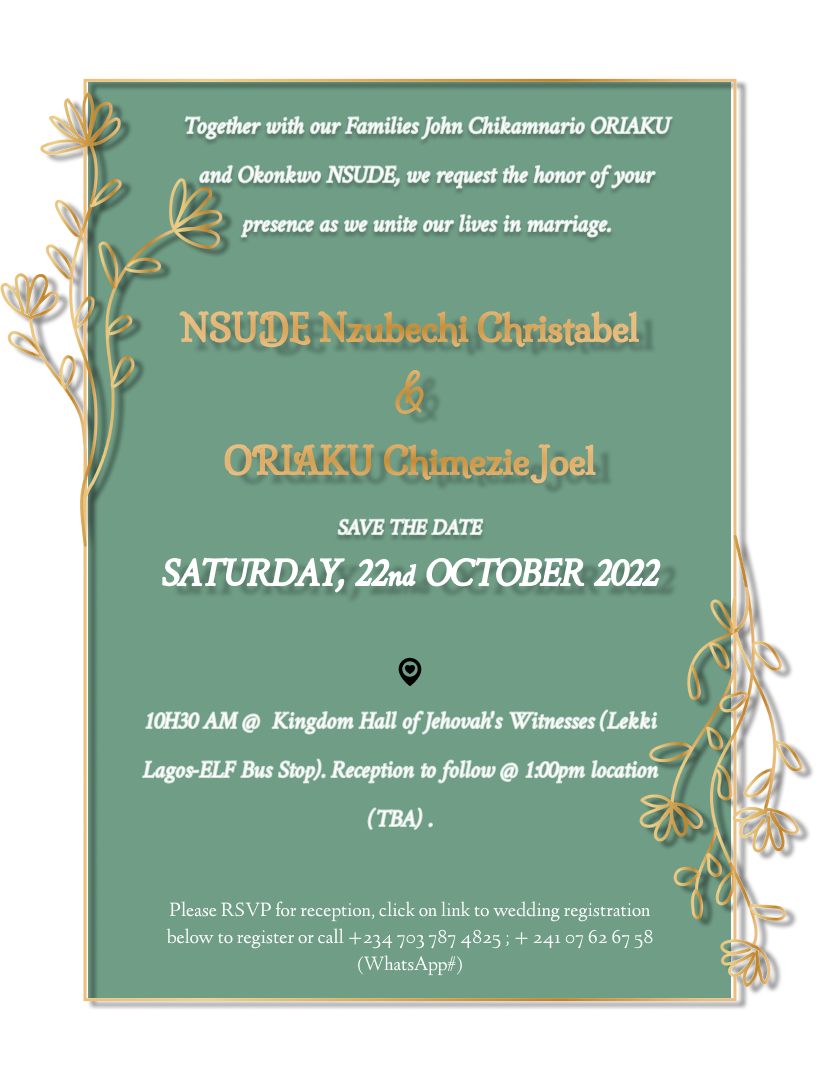 Together with our Families John Chikamnario ORIAKU
and Okonkwo NSUDE, we request the honor of your
presence as we unite our lives in marriage.
NSUDE Nzubechi Christabel
&
ORIAKU Chimezie Joel
SAVE THE DATE
SATURDAY, 22nd OCTOBER 2022
10H30 AM @ Kingdom Hall of Jehovah's Witnesses (Lekki
Lagos-ELF Bus Stop). Reception to follow @ 1:00pm location
(TBA) .
Please RSVP for reception, click on link to wedding registration
below to register or call +234 703 787 4825 ; + 241 07 62 67 58
(WhatsApp#)